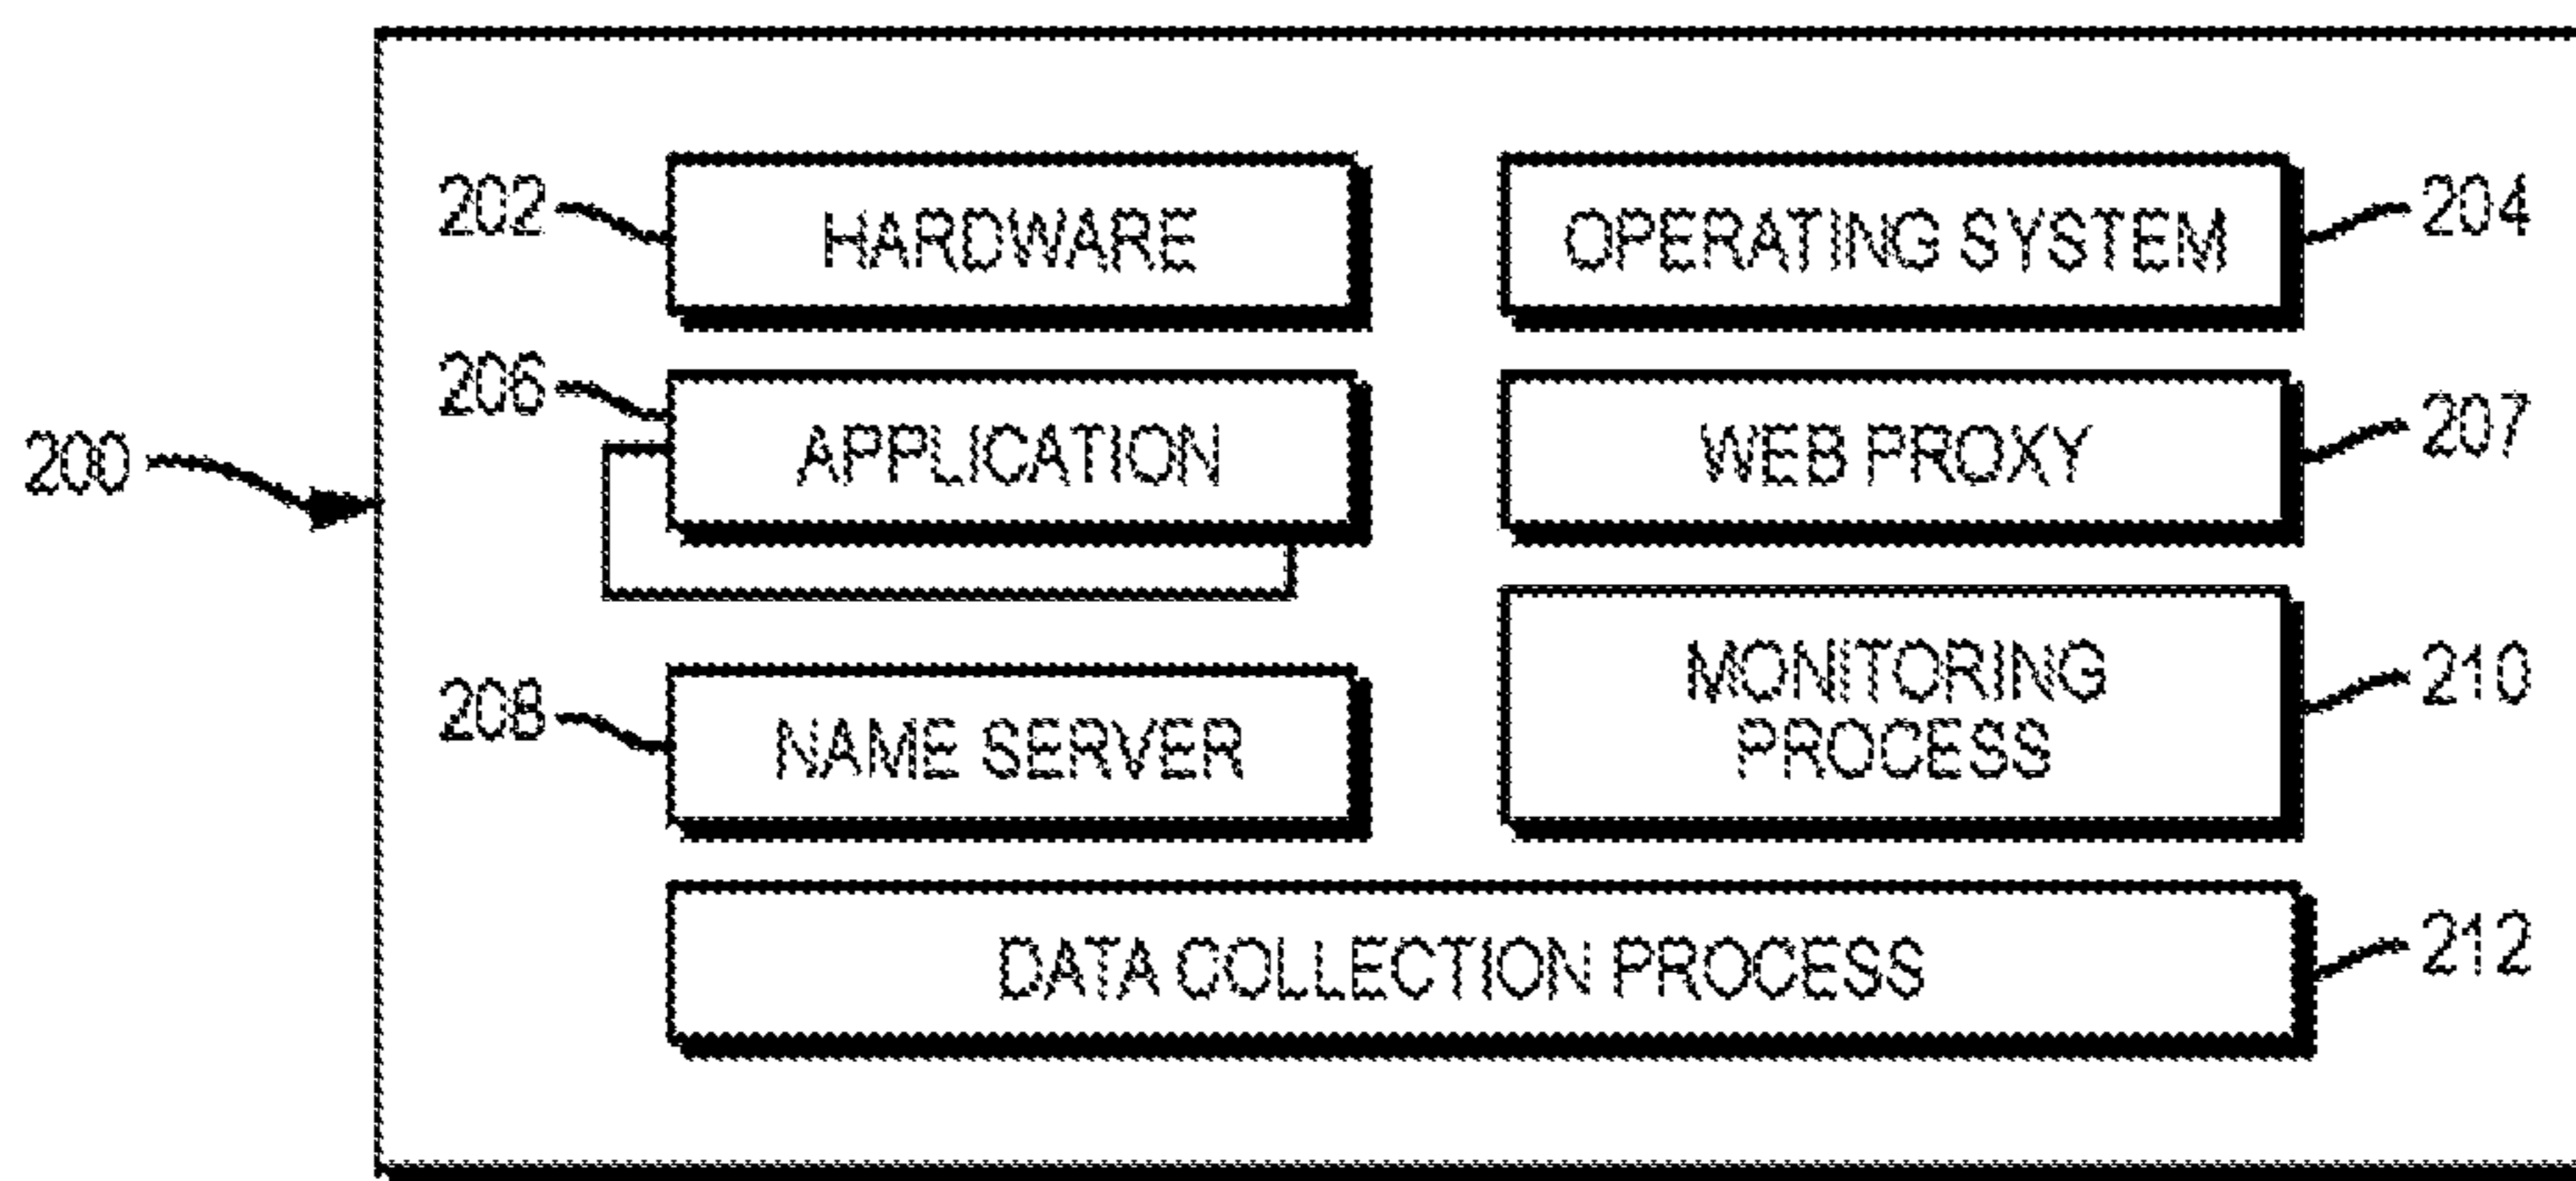 202 HARDWARE OPERATING SYSTEM 204
206 APPLICATION WEB PROXY 207
200
208 NAME SERVER MONITORING PROCESS 210
DATA COLLECTION PROCESS 212